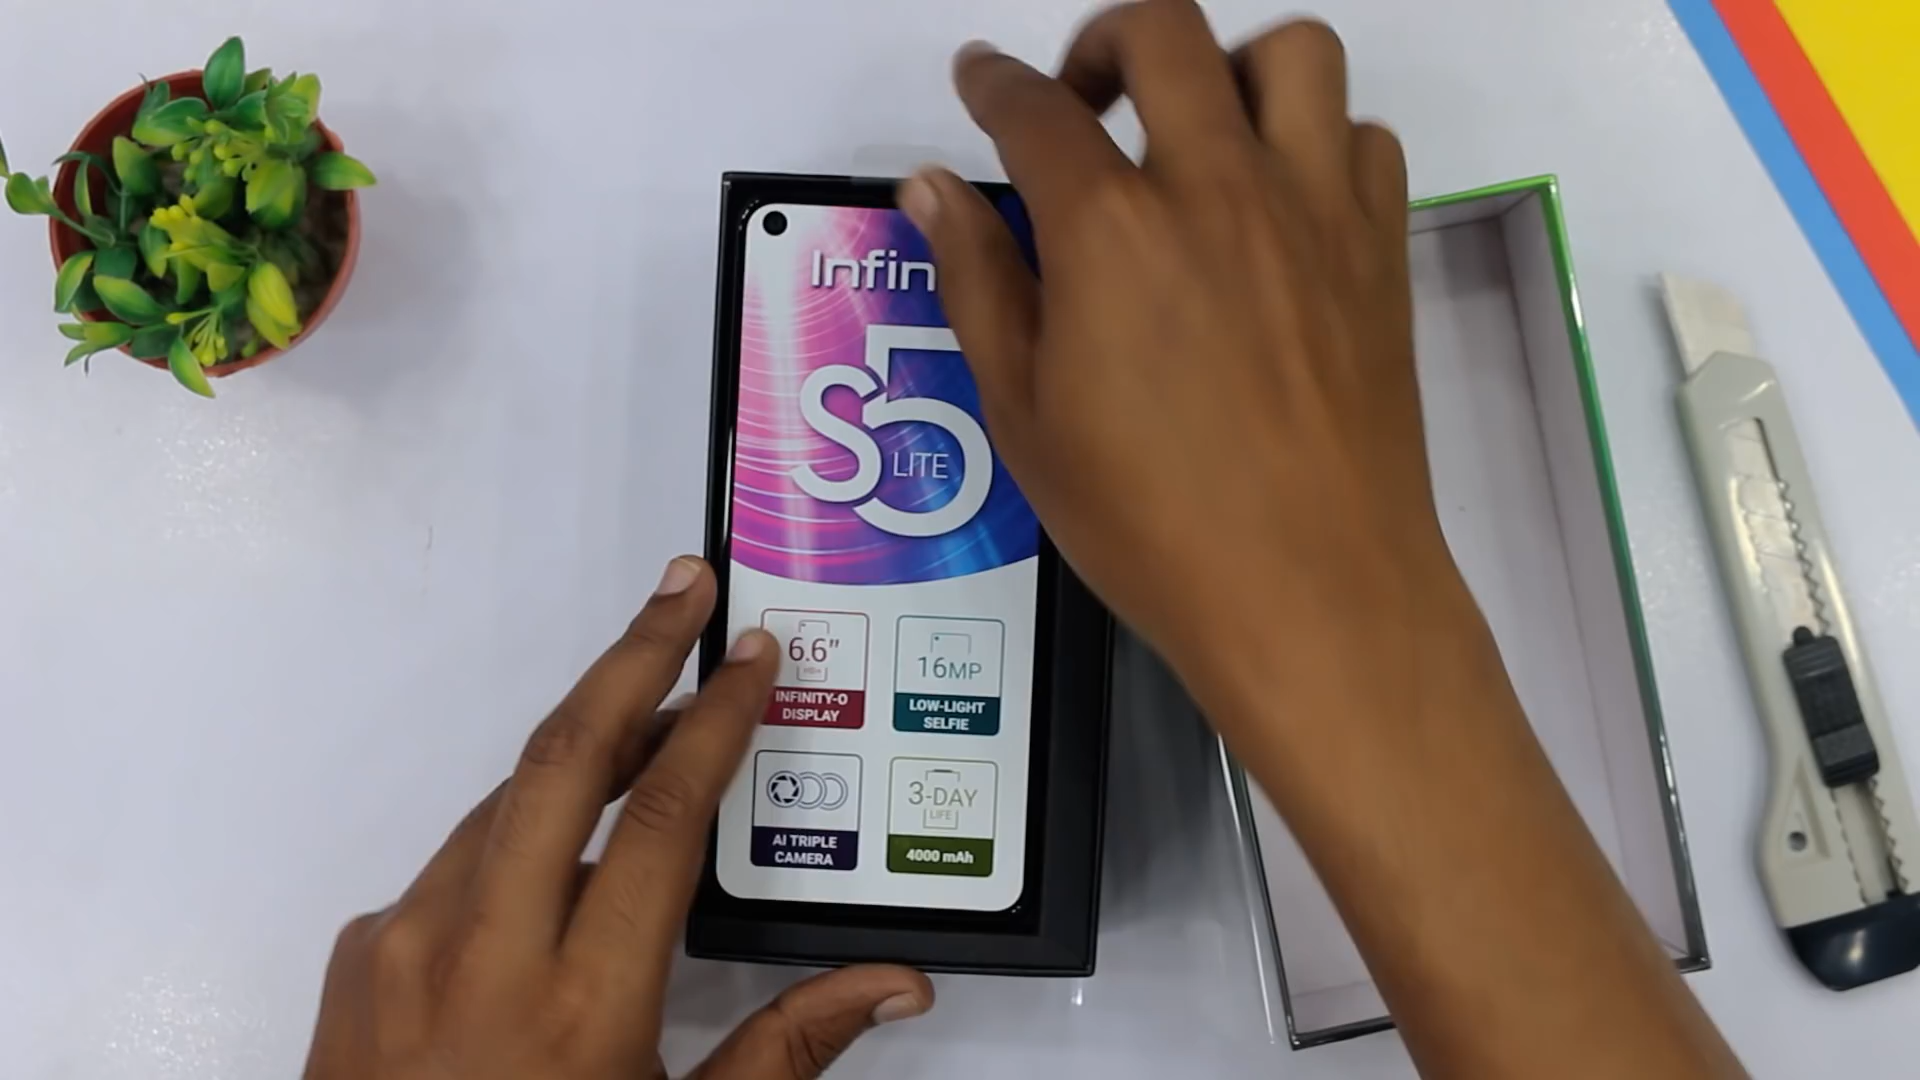 Infin
S5
LITE
6.6"
HD+
INFINITY-O
DISPLAY
16MP
LOW-LIGHT
SELFIE
AI TRIPLE
CAMERA
3-DAY
LIFE
4000 mAh